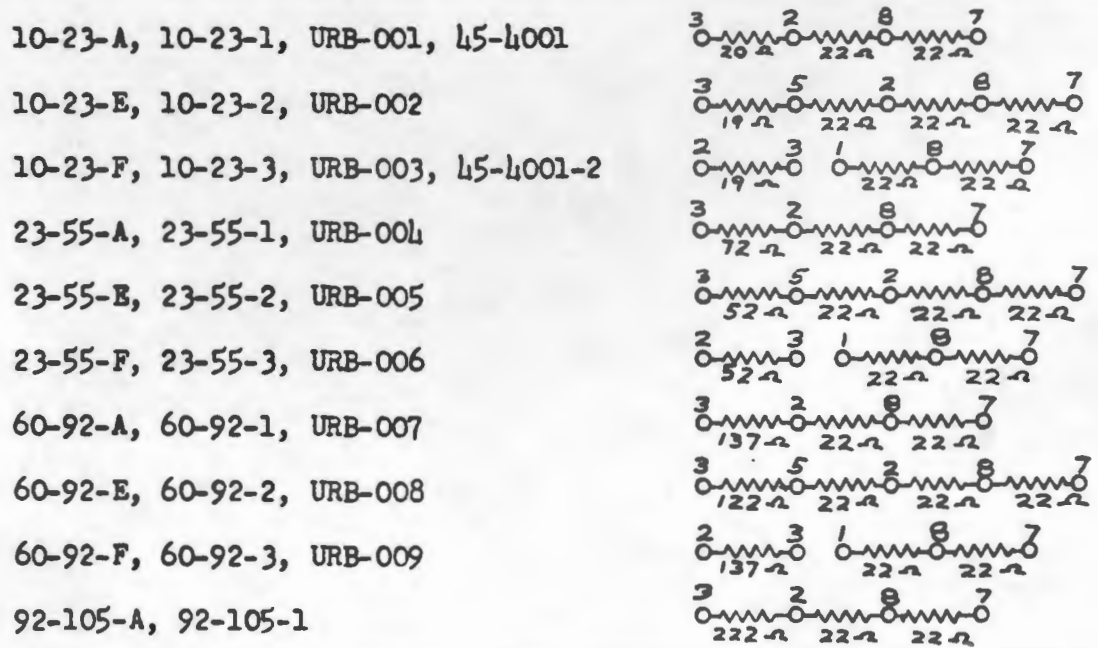 10-23-A, 10-23-1, URB-001, 45-4001
3 2 8 7
20 Ω 22 Ω 22 Ω
10-23-E, 10-23-2, URB-002
3 5 2 8 7
19 Ω 22 Ω 22 Ω 22 Ω
10-23-F, 10-23-3, URB-003, 45-4001-2
2 3 1 8 7
19 Ω 22 Ω 22 Ω
23-55-A, 23-55-1, URB-004
3 2 8 7
72 Ω 22 Ω 22 Ω
23-55-E, 23-55-2, URB-005
3 5 2 8 7
52 Ω 22 Ω 22 Ω 22 Ω
23-55-F, 23-55-3, URB-006
2 3 1 8 7
52 Ω 22 Ω 22 Ω
60-92-A, 60-92-1, URB-007
3 2 8 7
137 Ω 22 Ω 22 Ω
60-92-E, 60-92-2, URB-008
3 5 2 8 7
122 Ω 22 Ω 22 Ω 22 Ω
60-92-F, 60-92-3, URB-009
2 3 1 8 7
137 Ω 22 Ω 22 Ω
92-105-A, 92-105-1
3 2 8 7
222 Ω 22 Ω 22 Ω